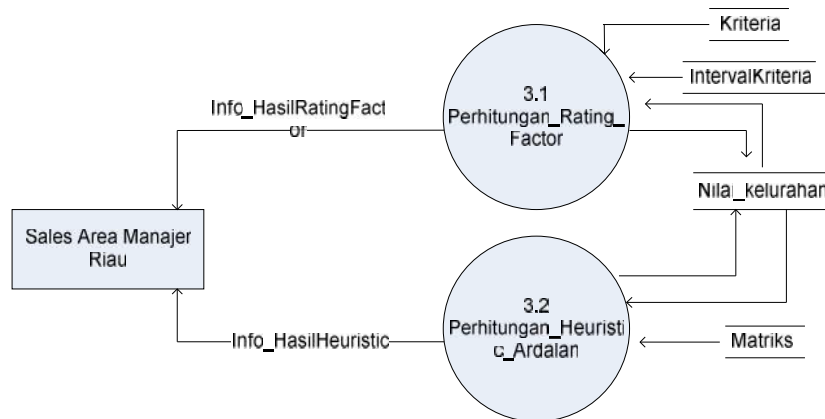 Kriteria
3.1
Perhitungan_Rating_
Factor
IntervalKriteria
Info_HasilRatingFact
or
Nilai_kelurahan
Sales Area Manajer
Riau
3.2
Perhitungan_Heuristi
c_Ardalan
Info_HasilHeuristic
Matriks